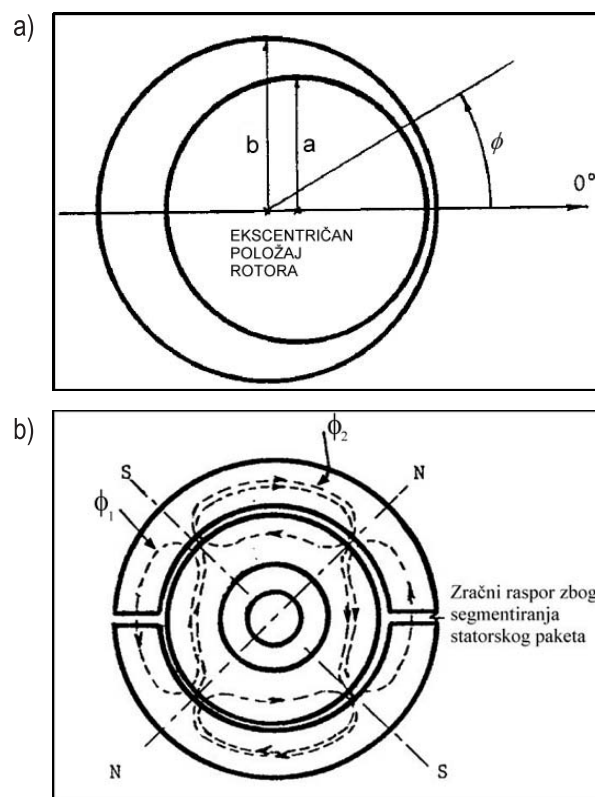 a)
b
a
ϕ
0°
EKSCENTRIČAN
POLOŽAJ
ROTORA
b)
ϕ₂
S
N
ϕ₁
Zračni raspor zbog
segmentiranja
statorskog paketa
N
S